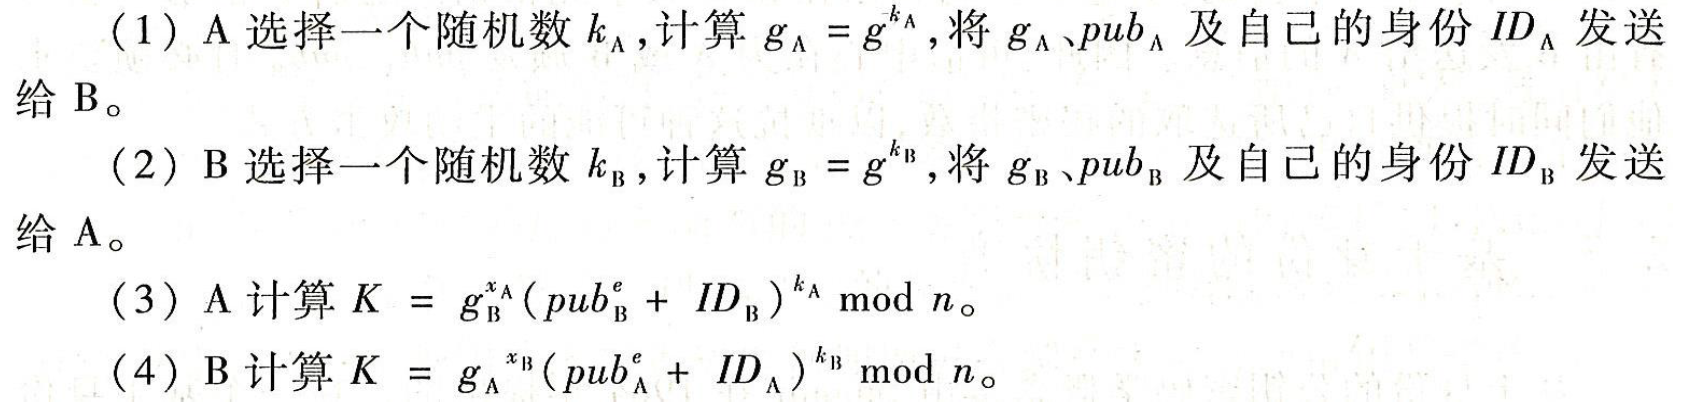 (1) A 选择一个随机数 k_A,计算 g_A = g^{k_A},将 g_A、pub_A 及自己的身份 ID_A 发送
给 B。
(2) B 选择一个随机数 k_B,计算 g_B = g^{k_B},将 g_B、pub_B 及自己的身份 ID_B 发送
给 A。
(3) A 计算 K = g_B^{x_A}(pub_B^e + ID_B)^{k_A} mod n。
(4) B 计算 K = g_A^{x_B}(pub_A^e + ID_A)^{k_B} mod n。